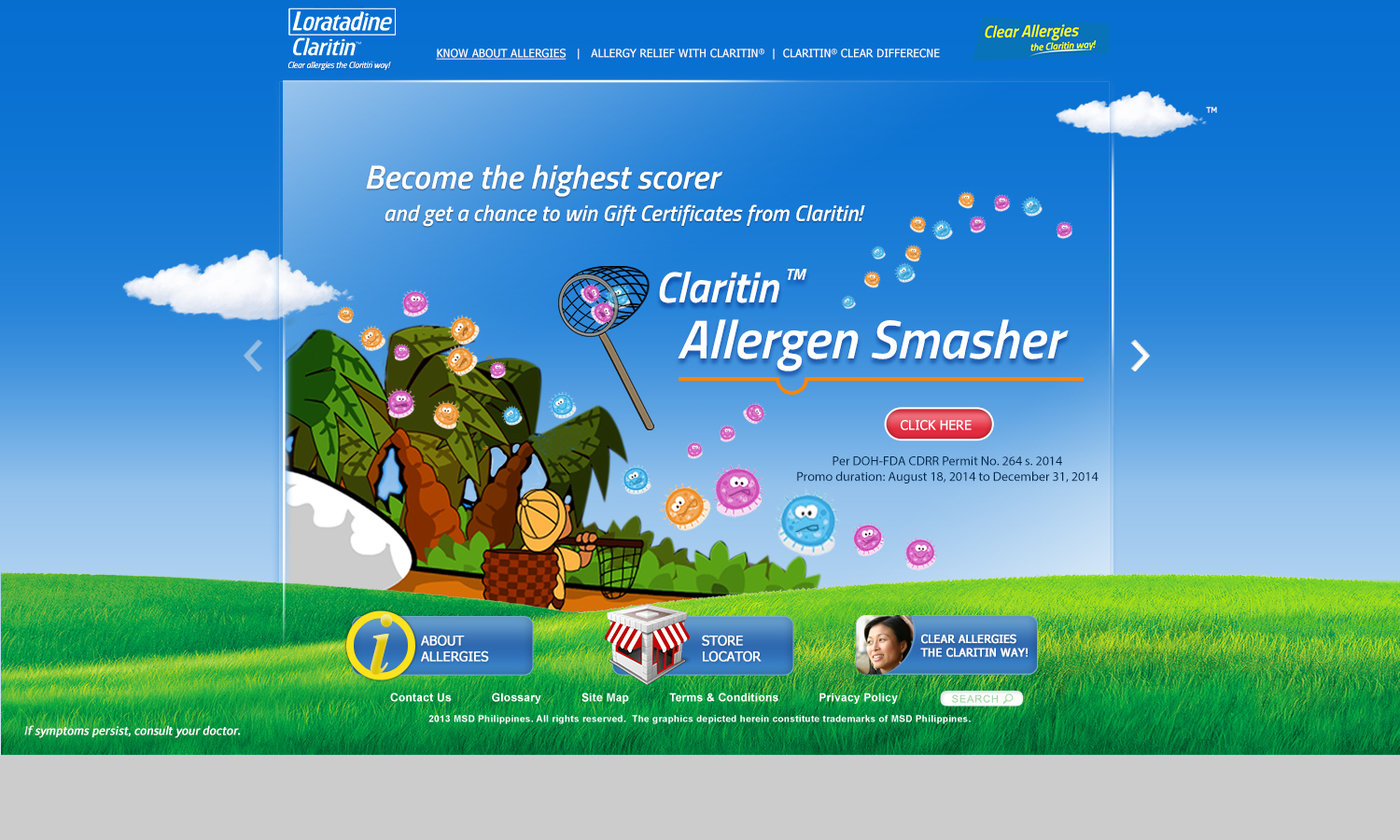 Loratadine
Claritin™
Clear allergies the Claritin way!
KNOW ABOUT ALLERGIES | ALLERGY RELIEF WITH CLARITIN® | CLARITIN® CLEAR DIFFERECNE
Clear Allergies
the Claritin way!
TM
Become the highest scorer
and get a chance to win Gift Certificates from Claritin!
Claritin™
Allergen Smasher
CLICK HERE
Per DOH-FDA CDRR Permit No. 264 s. 2014
Promo duration: August 18, 2014 to December 31, 2014
ABOUT
ALLERGIES
STORE
LOCATOR
CLEAR ALLERGIES
THE CLARITIN WAY!
Contact Us Glossary Site Map Terms & Conditions Privacy Policy SEARCH
2013 MSD Philippines. All rights reserved. The graphics depicted herein constitute trademarks of MSD Philippines.
If symptoms persist, consult your doctor.